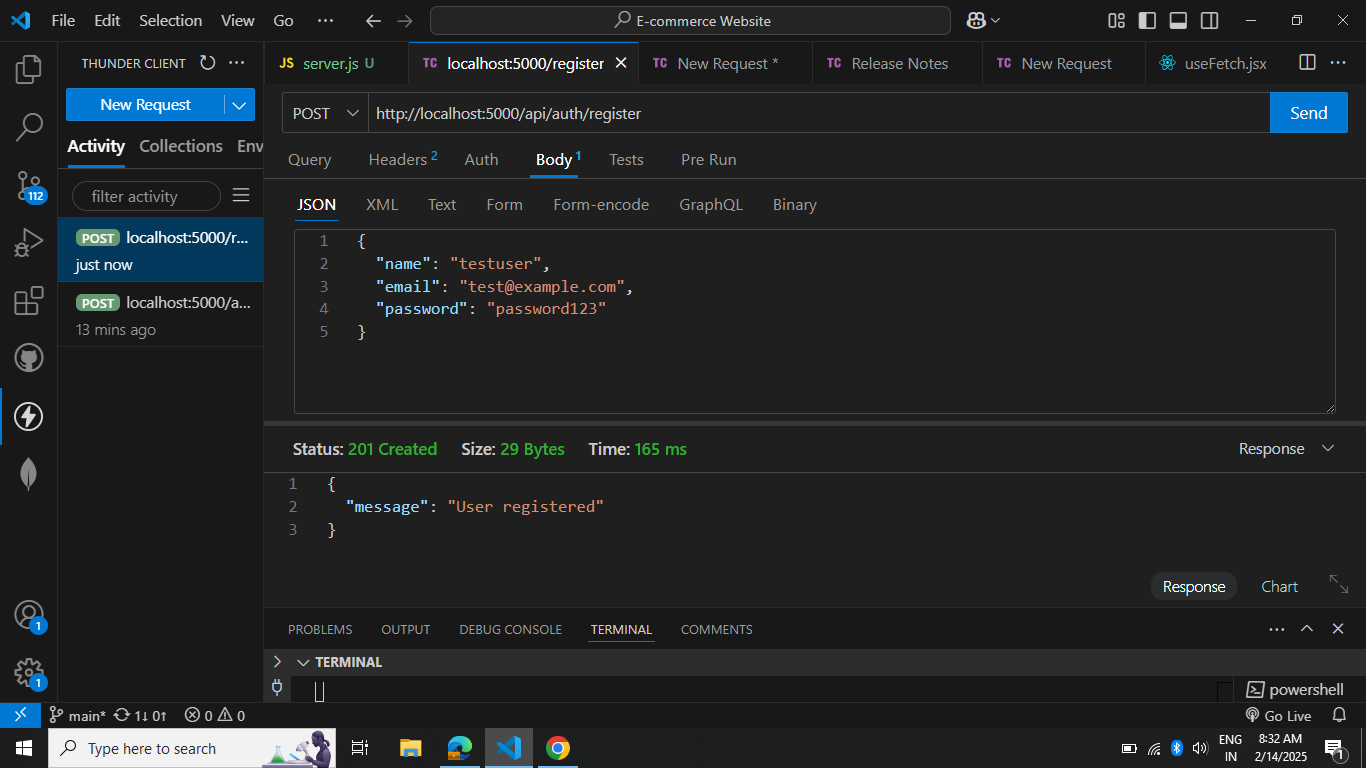 File Edit Selection View Go ··· E-commerce Website
THUNDER CLIENT ···
JS server.js U
TC localhost:5000/register
TC New Request *
TC Release Notes
TC New Request
useFetch.jsx ···
New Request
Activity Collections Env
filter activity
POST localhost:5000/r...
just now
POST localhost:5000/a...
13 mins ago
112
POST http://localhost:5000/api/auth/register Send
Query Headers 2 Auth Body 1 Tests Pre Run
JSON XML Text Form Form-encode GraphQL Binary
1 {
2 "name": "testuser",
3 "email": "test@example.com",
4 "password": "password123"
5 }
Status: 201 Created Size: 29 Bytes Time: 165 ms Response
1 {
2 "message": "User registered"
3 }
Response Chart
1
1
PROBLEMS OUTPUT DEBUG CONSOLE TERMINAL COMMENTS ···
TERMINAL
powershell
main* 1↓ 0↑ 0 0 Go Live
Type here to search
ENG
IN
8:32 AM
2/14/2025
1